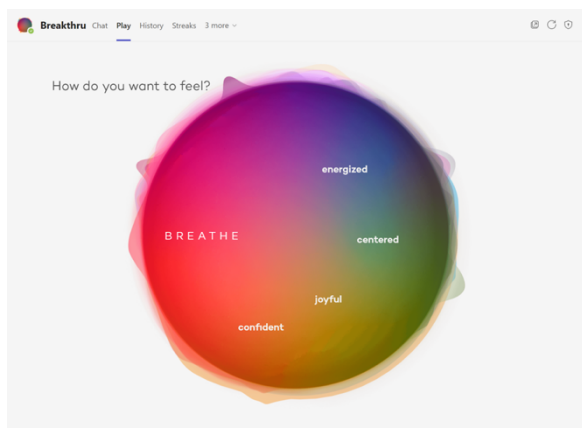 Breakthru Chat Play History Streaks 3 more
How do you want to feel?
energized
BREATHE
centered
joyful
confident